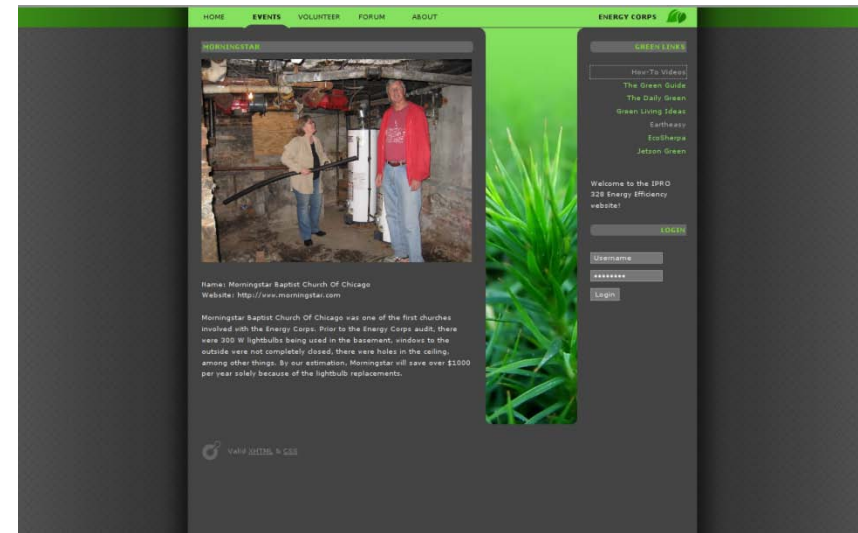 HOME EVENTS VOLUNTEER FORUM ABOUT ENERGY CORPS
MORNINGSTAR
Name: Morningstar Baptist Church Of Chicago
Website: http://www.morningstar.com
Morningstar Baptist Church Of Chicago was one of the first churches
involved with the Energy Corps. Prior to the Energy Corps audit, there
were 300 W lightbulbs being used in the basement, windows to the
outside were not completely closed, there were holes in the ceiling,
among other things. By our estimation, Morningstar will save over $1000
per year solely because of the lightbulb replacements.
GREEN LINKS
How-To Videos
The Green Guide
The Daily Green
Green Living Ideas
Eartheasy
EcoSherpa
Jetson Green
Welcome to the IPRO
328 Energy Efficiency
website!
LOGIN
Username
••••••••
Login
Valid XHTML & CSS